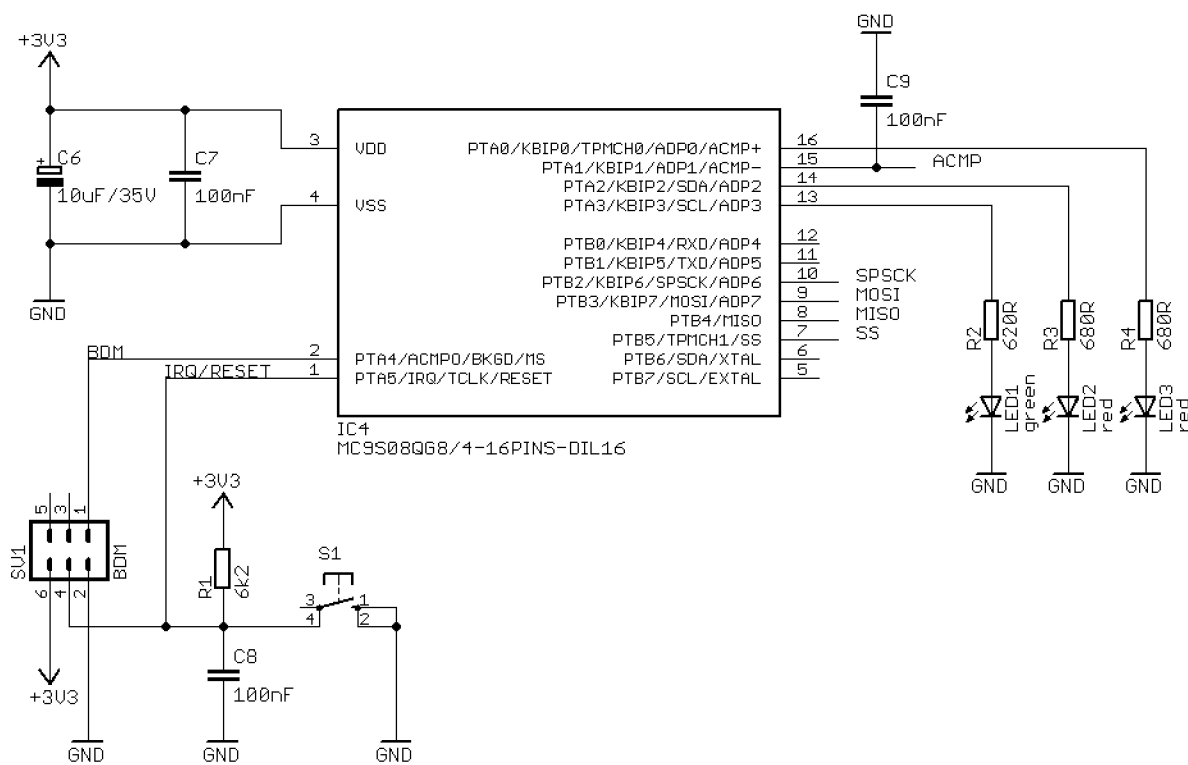 +3V3
C6
10uF/35V
C7
100nF
GND
GND
C9
100nF
ACMP
3
VDD
4
VSS
2
PTA4/ACMPO/BKGD/MS
1
PTA5/IRQ/TCLK/RESET
PTA0/KBIP0/TPMCH0/ADP0/ACMP+
16
PTA1/KBIP1/ADP1/ACMP-
15
PTA2/KBIP2/SDA/ADP2
14
PTA3/KBIP3/SCL/ADP3
13
PTB0/KBIP4/RXD/ADP4
12
PTB1/KBIP5/TXD/ADP5
11
PTB2/KBIP6/SPSCK/ADP6
10
SPSCK
PTB3/KBIP7/MOSI/ADP7
9
MOSI
PTB4/MISO
8
MISO
PTB5/TPMCH1/SS
7
SS
PTB6/SDA/XTAL
6
PTB7/SCL/EXTAL
5
IC4
MC9S08QG8/4-16PINS-DIL16
BDM
IRQ/RESET
R2
620R
R3
680R
R4
680R
LED1
green
LED2
red
LED3
red
GND
GND
GND
5
3
1
SV1
BDM
6
4
2
+3V3
+3V3
R1
6k2
S1
3
1
4
2
C8
100nF
GND
GND
GND